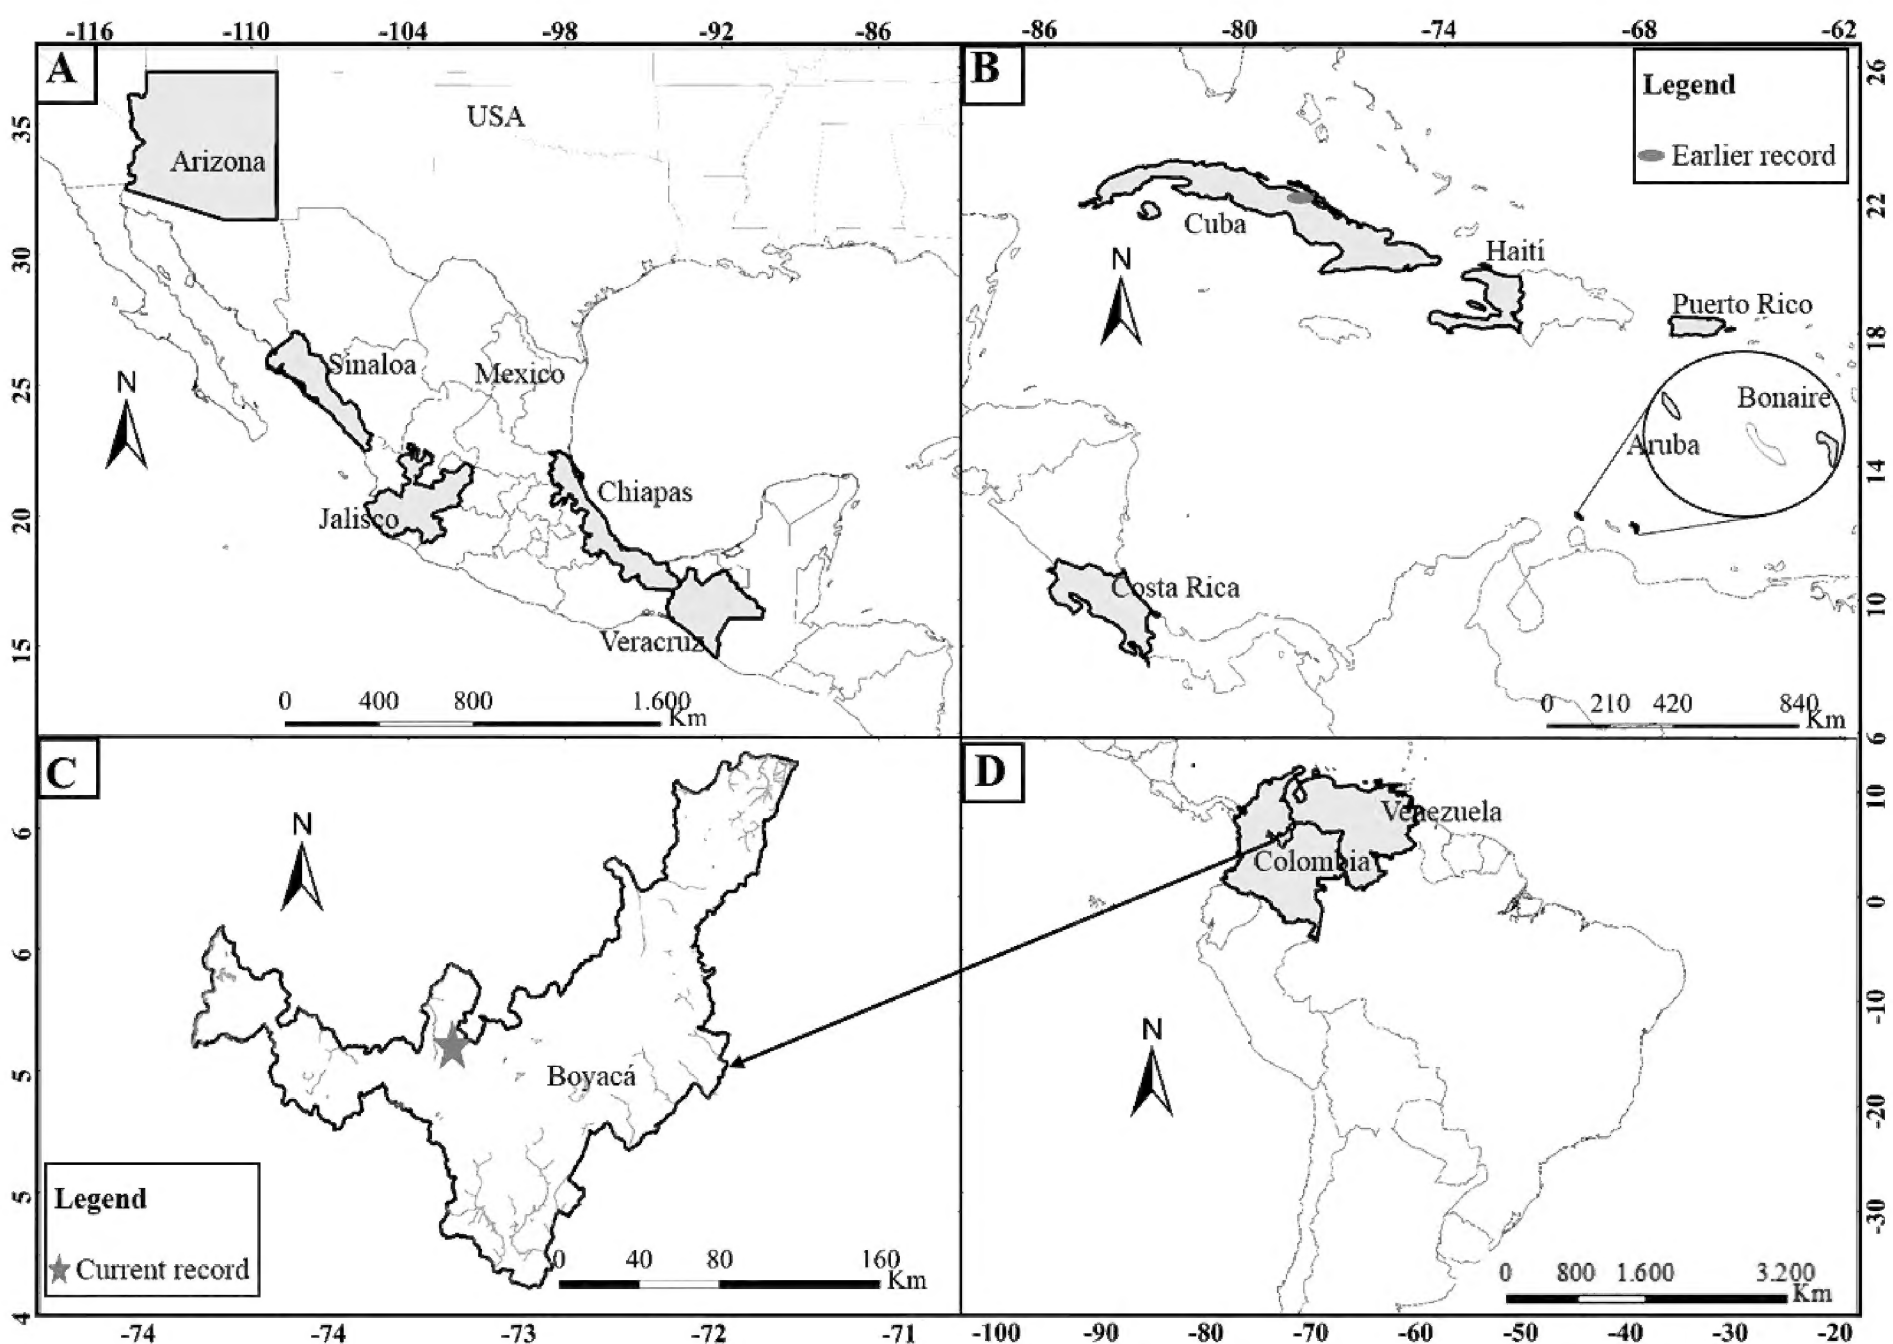 -116 -110 -104 -98 -92 -86
-86 -80 -74 -68 -62
A
Arizona
USA
Sinaloa
Mexico
N
Chiapas
Jalisco
Veracruz
0 400 800 1.600
Km
35
30
25
20
15
B
Legend
Earlier record
Cuba
N
Haití
Puerto Rico
Bonaire
Aruba
Costa Rica
0 210 420 840
Km
26
22
18
14
10
6
C
N
Boyacá
Legend
Current record
0 40 80 160
Km
6
6
5
5
4
-74 -74 -73 -72 -71
D
Venezuela
Colombia
N
0 800 1.600 3.200
Km
10
0
-10
-20
-30
-100 -90 -80 -70 -60 -50 -40 -30 -20